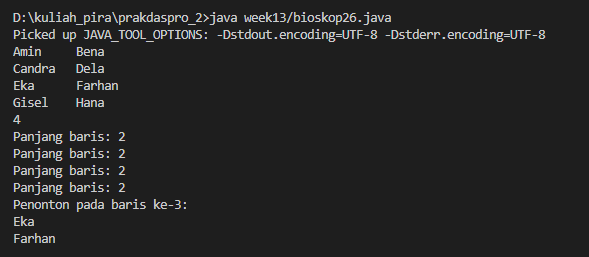 D:\kuliah_pira\prakdaspro_2>java week13/bioskop26.java
Picked up JAVA_TOOL_OPTIONS: -Dstdout.encoding=UTF-8 -Dstderr.encoding=UTF-8
Amin    Bena
Candra  Dela
Eka     Farhan
Gisel   Hana
4
Panjang baris: 2
Panjang baris: 2
Panjang baris: 2
Panjang baris: 2
Penonton pada baris ke-3:
Eka
Farhan